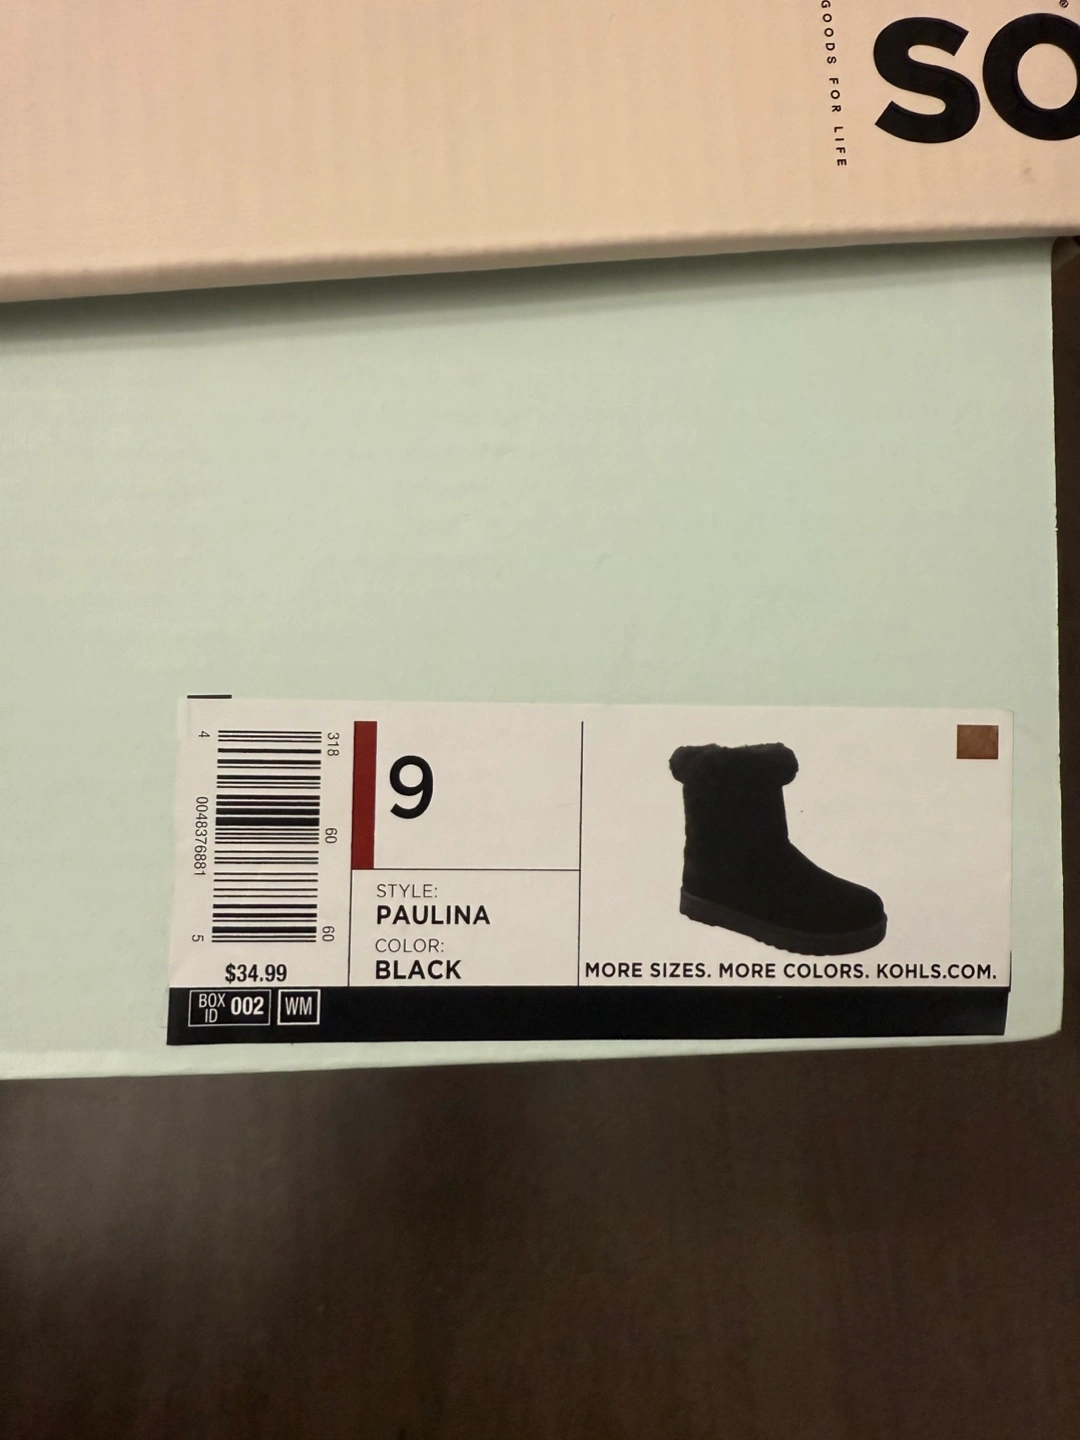 GOODS FOR LIFE
SO®
4
0048376881
5
318
60
60
$34.99
9
STYLE:
PAULINA
COLOR:
BLACK
MORE SIZES. MORE COLORS. KOHLS.COM.
BOX ID 002
WM